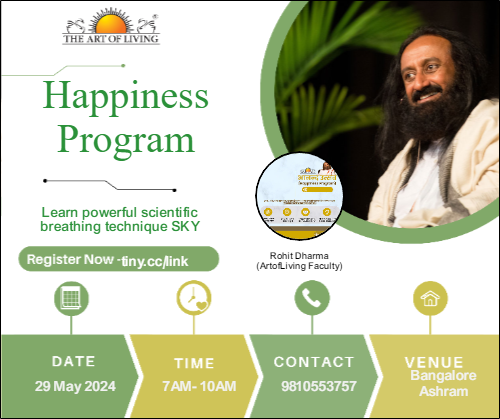 THE ART OF LIVING
Happiness
Program
Learn powerful scientific
breathing technique SKY
Register Now -tiny.cc/link
Rohit Dharma
(ArtofLiving Faculty)
DATE
29 May 2024
TIME
7AM- 10AM
CONTACT
9810553757
VENUE
Bangalore
Ashram